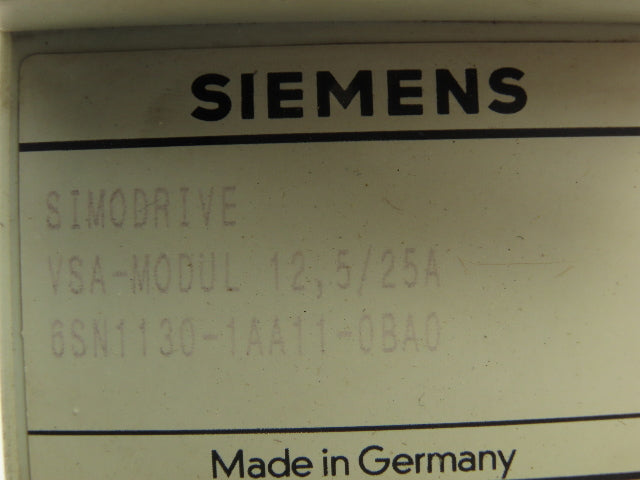 SIEMENS
SIMODRIVE
VSA-MODUL 12,5/25A
6SN1130-1AA11-0BA0
Made in Germany